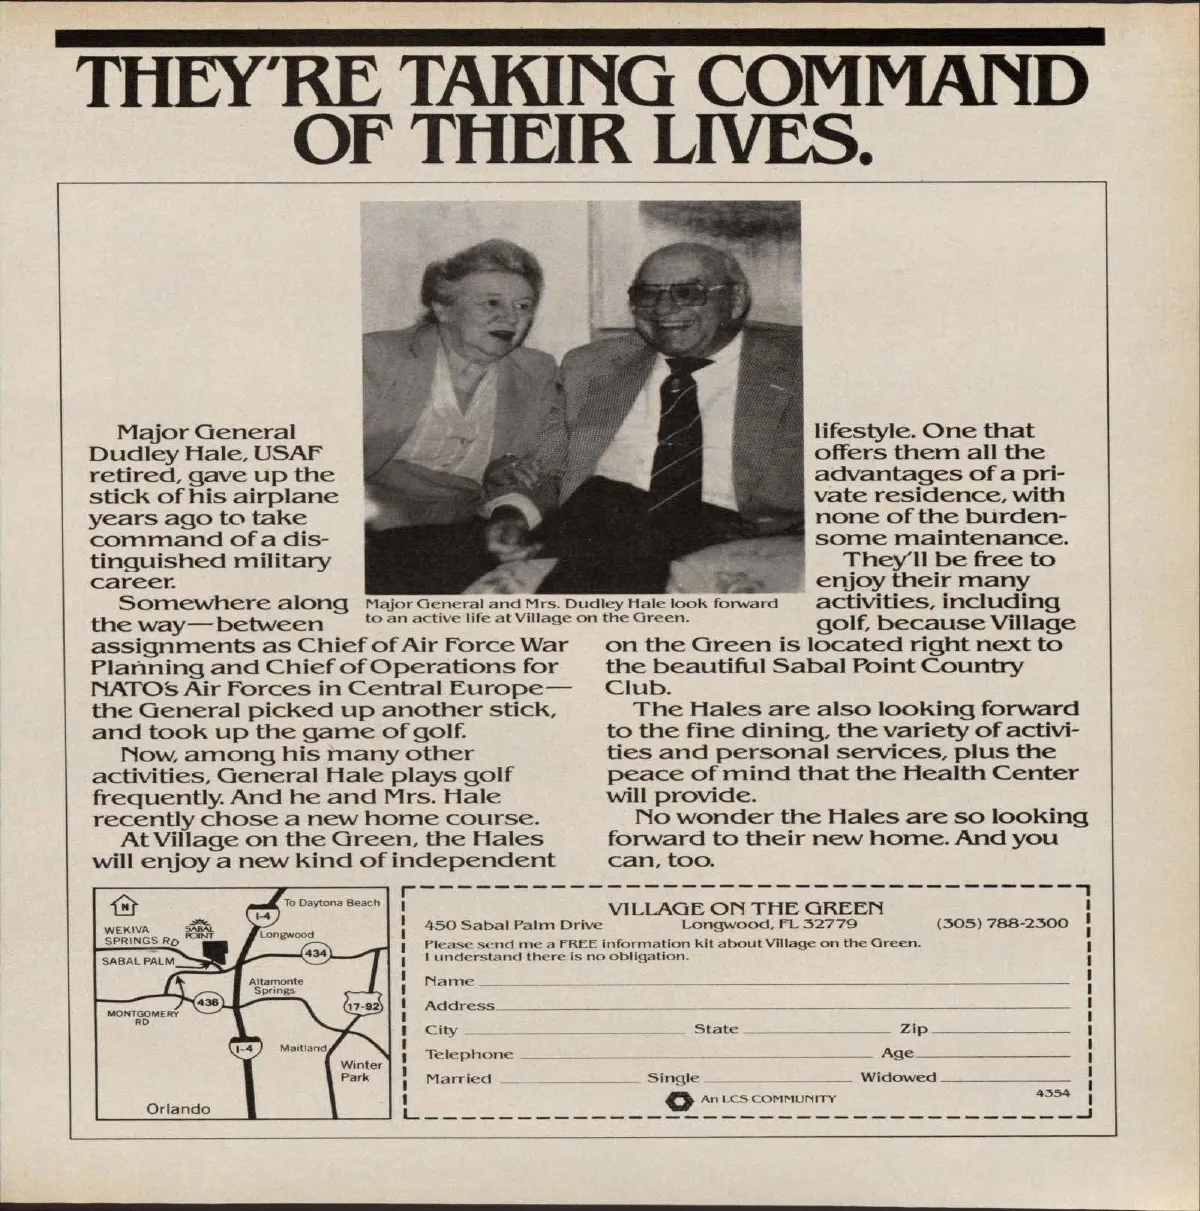 THEY'RE TAKING COMMAND
OF THEIR LIVES.
Major General
Dudley Hale, USAF
retired, gave up the
stick of his airplane
years ago to take
command of a dis-
tinguished military
career.
Somewhere along
the way—between
assignments as Chief of Air Force War
Planning and Chief of Operations for
NATO's Air Forces in Central Europe—
the General picked up another stick,
and took up the game of golf.
Now, among his many other
activities, General Hale plays golf
frequently. And he and Mrs. Hale
recently chose a new home course.
At Village on the Green, the Hales
will enjoy a new kind of independent
Major General and Mrs. Dudley Hale look forward
to an active life at Village on the Green.
lifestyle. One that
offers them all the
advantages of a pri-
vate residence, with
none of the burden-
some maintenance.
They'll be free to
enjoy their many
activities, including
golf, because Village
on the Green is located right next to
the beautiful Sabal Point Country
Club.
The Hales are also looking forward
to the fine dining, the variety of activi-
ties and personal services, plus the
peace of mind that the Health Center
will provide.
No wonder the Hales are so looking
forward to their new home. And you
can, too.
N
To Daytona Beach
I-4
WEKIVA
SPRINGS RD
SABAL
POINT
Longwood
434
SABAL PALM
Altamonte
Springs
436
17-92
MONTGOMERY
RD
I-4
Maitland
Winter
Park
Orlando
VILLAGE ON THE GREEN
450 Sabal Palm Drive Longwood, FL 32779 (305) 788-2300
Please send me a FREE information kit about Village on the Green.
I understand there is no obligation.
Name
Address
City State Zip
Telephone Age
Married Single Widowed
An LCS COMMUNITY 4354